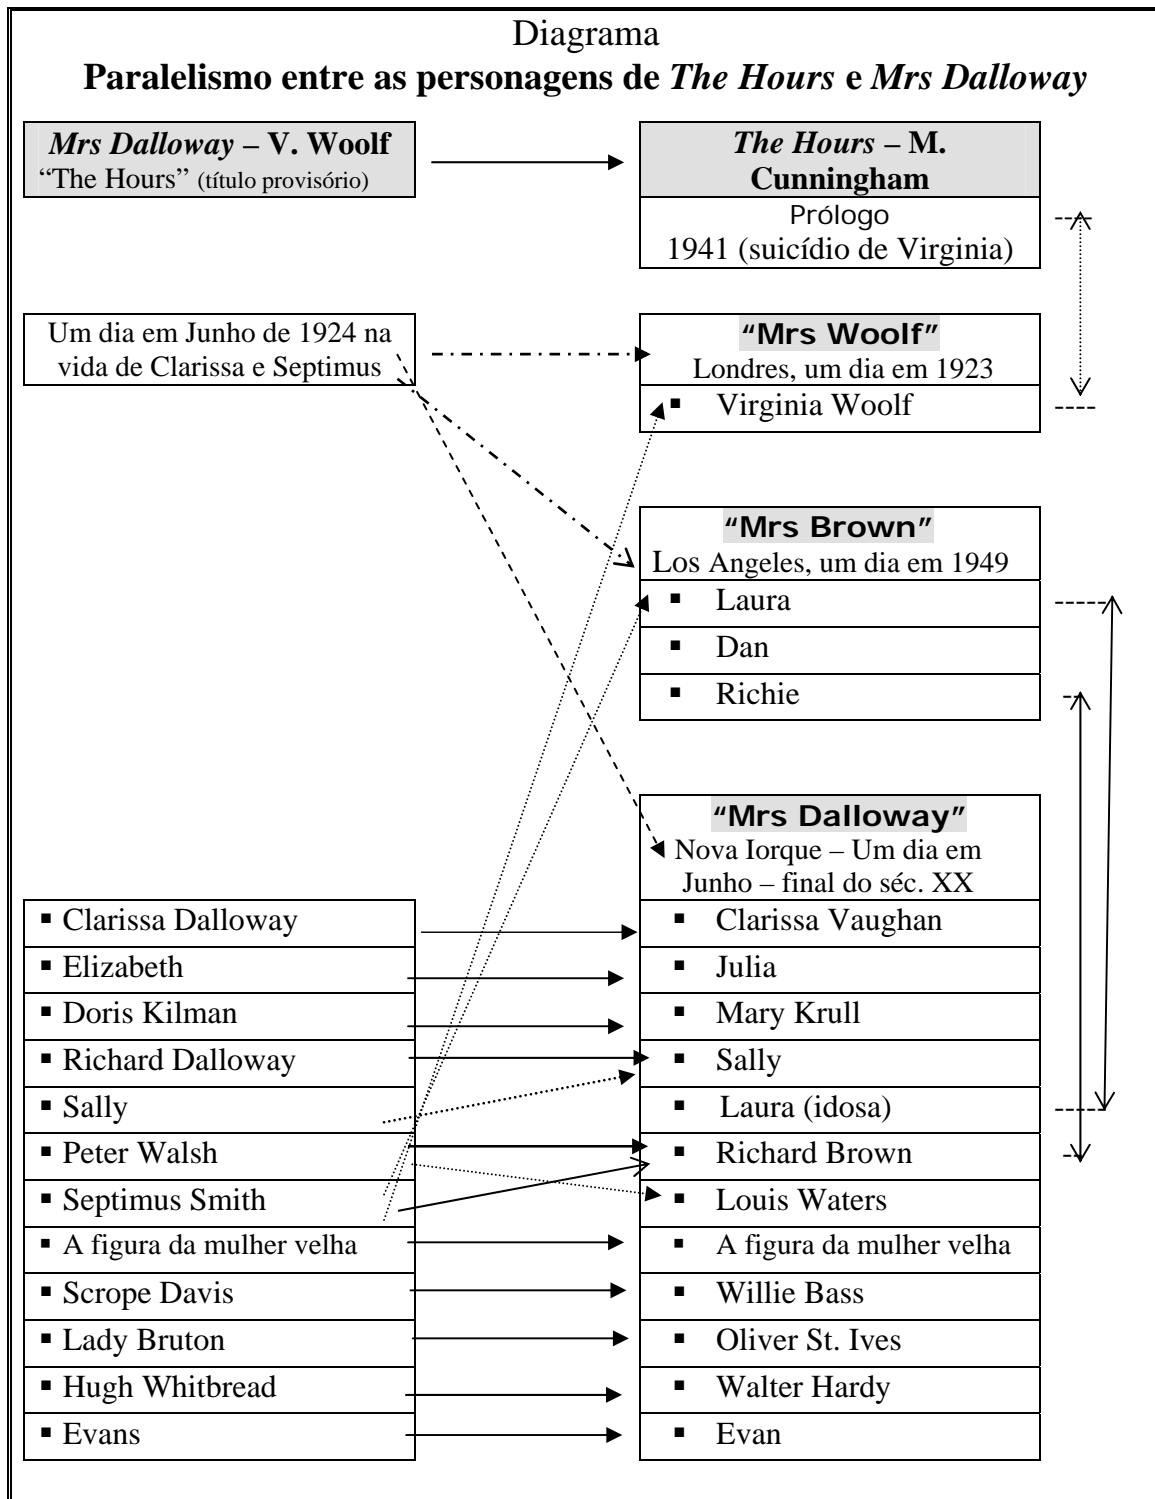 Diagrama
Paralelismo entre as personagens de The Hours e Mrs Dalloway
Mrs Dalloway – V. Woolf
“The Hours” (título provisório)
The Hours – M.
Cunningham
Prólogo
1941 (suicídio de Virginia)
Um dia em Junho de 1924 na
vida de Clarissa e Septimus
“Mrs Woolf”
Londres, um dia em 1923
▪ Virginia Woolf
“Mrs Brown”
Los Angeles, um dia em 1949
▪ Laura
▪ Dan
▪ Richie
“Mrs Dalloway”
Nova Iorque – Um dia em
Junho – final do séc. XX
▪ Clarissa Dalloway
▪ Elizabeth
▪ Doris Kilman
▪ Richard Dalloway
▪ Sally
▪ Peter Walsh
▪ Septimus Smith
▪ A figura da mulher velha
▪ Scrope Davis
▪ Lady Bruton
▪ Hugh Whitbread
▪ Evans
▪ Clarissa Vaughan
▪ Julia
▪ Mary Krull
▪ Sally
▪ Laura (idosa)
▪ Richard Brown
▪ Louis Waters
▪ A figura da mulher velha
▪ Willie Bass
▪ Oliver St. Ives
▪ Walter Hardy
▪ Evan